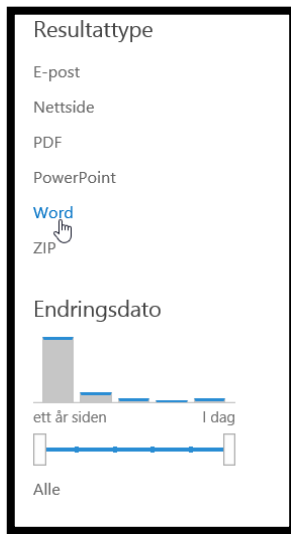 Resultattype
E-post
Nettside
PDF
PowerPoint
Word
ZIP
Endringsdato
ett år siden I dag
Alle